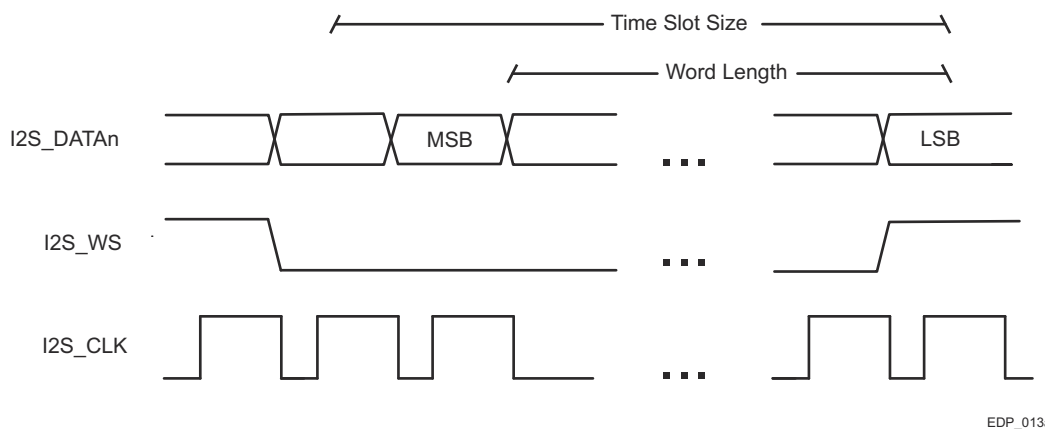 Time Slot Size
Word Length
I2S_DATAn
MSB
LSB
I2S_WS
I2S_CLK
EDP_013